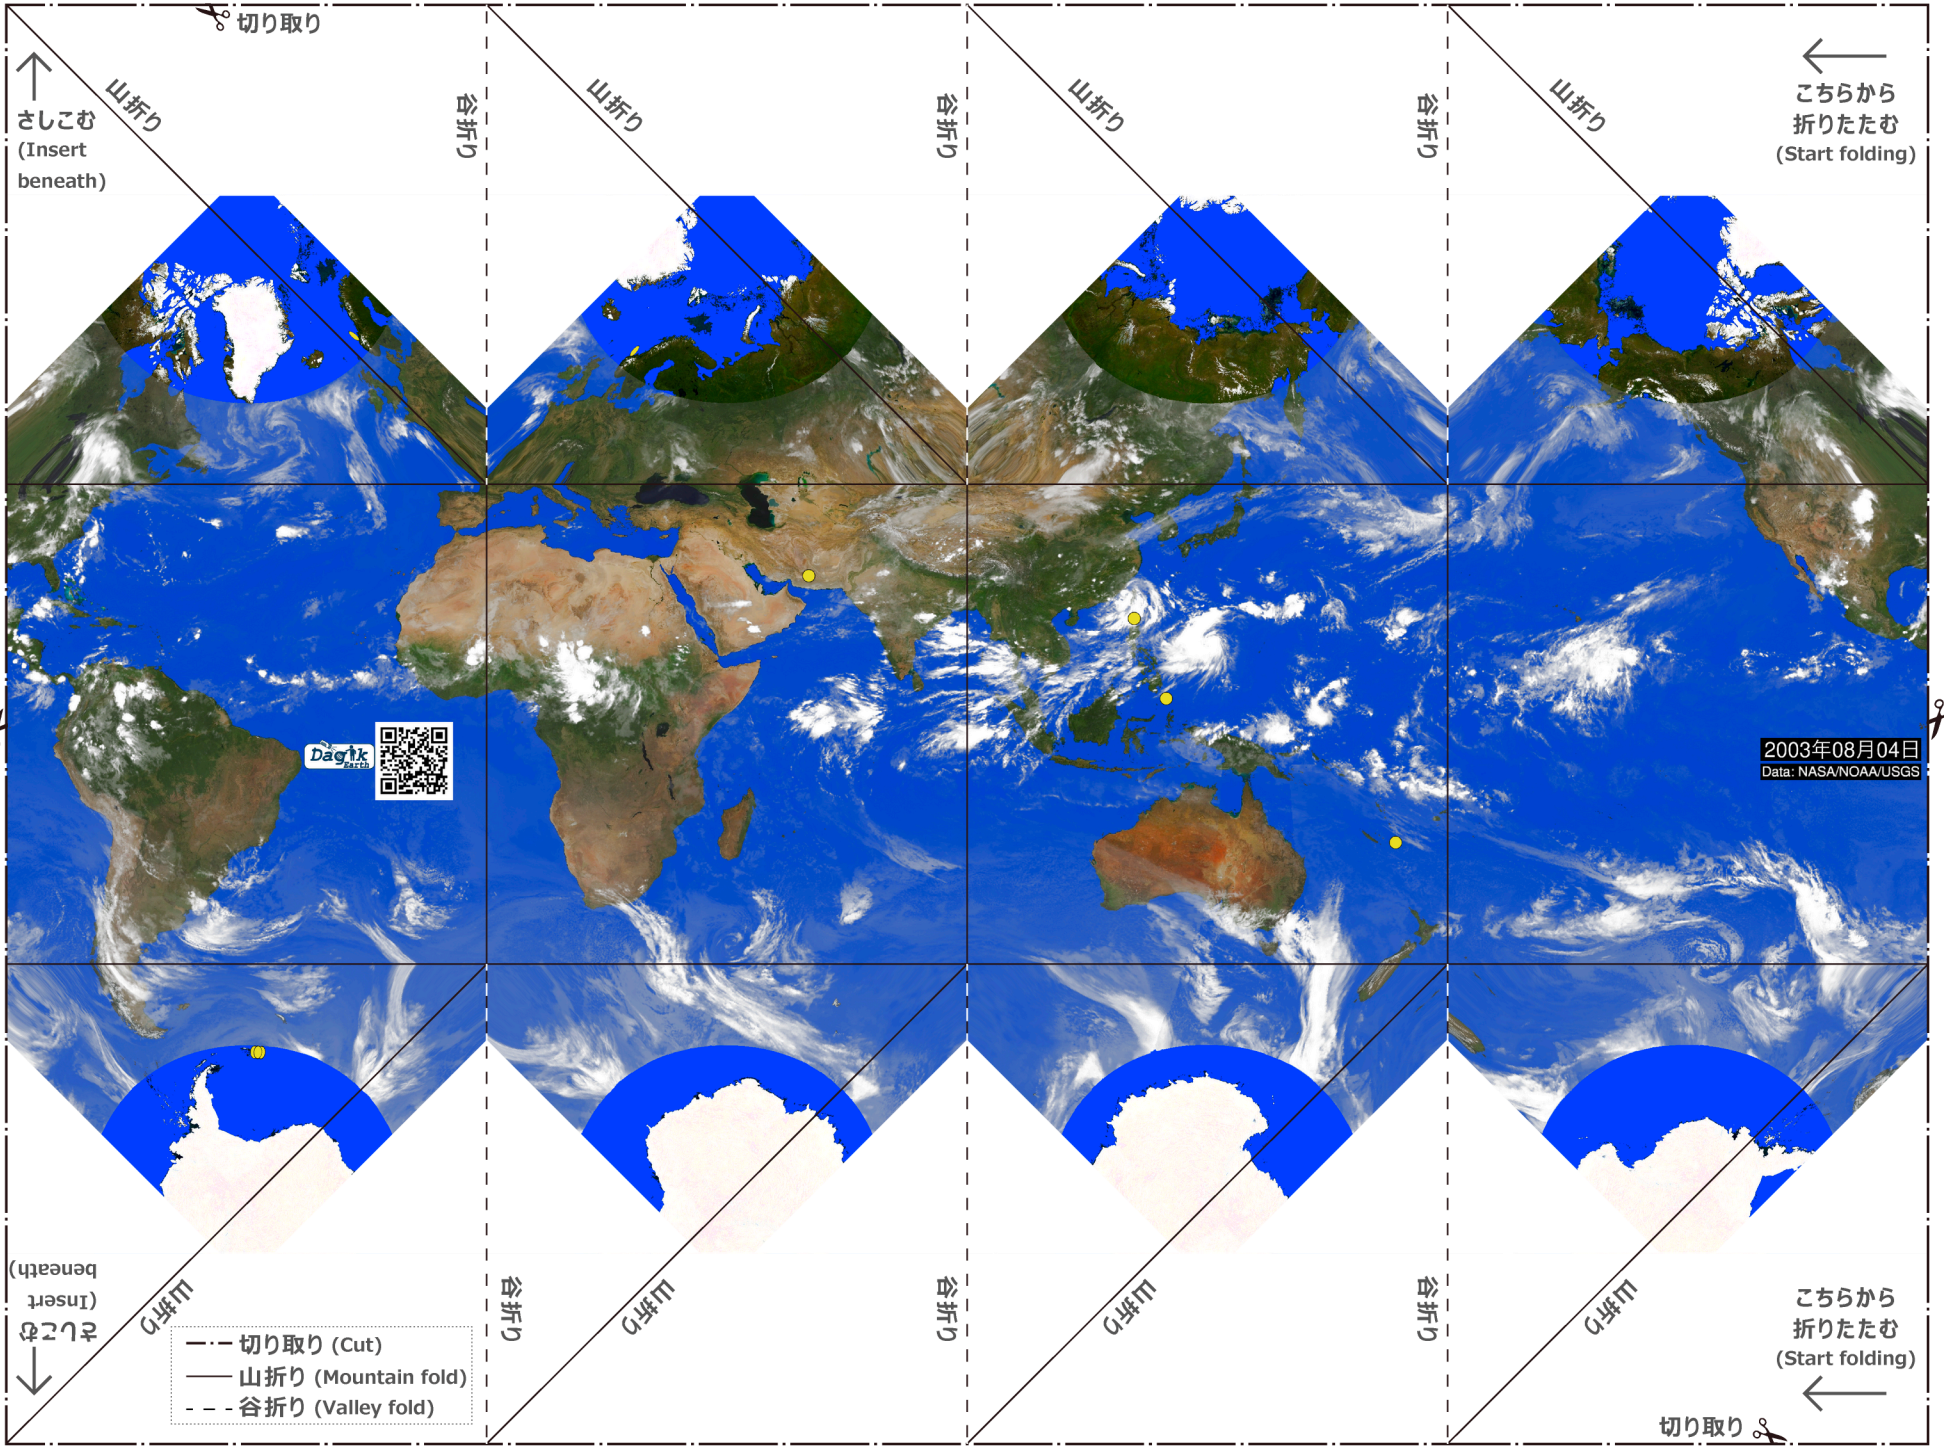 切り取り
山折り
谷折り
山折り
谷折り
山折り
谷折り
山折り
さしこむ
(Insert
beneath)
こちらから
折りたたむ
(Start folding)
Dagik
Earth
2003年08月04日
Data: NASA/NOAA/USGS
さしこむ
(Insert
beneath)
山折り
谷折り
山折り
谷折り
山折り
谷折り
山折り
こちらから
折りたたむ
(Start folding)
切り取り (Cut)
山折り (Mountain fold)
谷折り (Valley fold)
切り取り